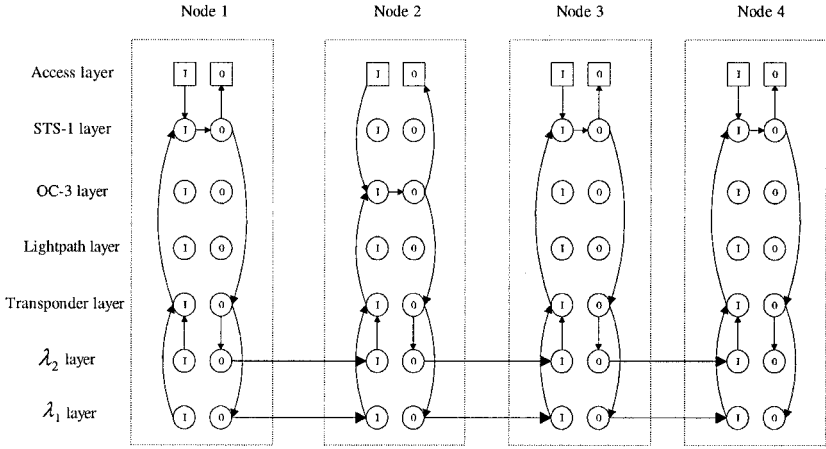 Node 1 Node 2 Node 3 Node 4
Access layer I O I O I O I O
STS-1 layer I O I O I O I O
OC-3 layer I O I O I O I O
Lightpath layer I O I O I O I O
Transponder layer I O I O I O I O
λ₂ layer I O I O I O I O
λ₁ layer I O I O I O I O